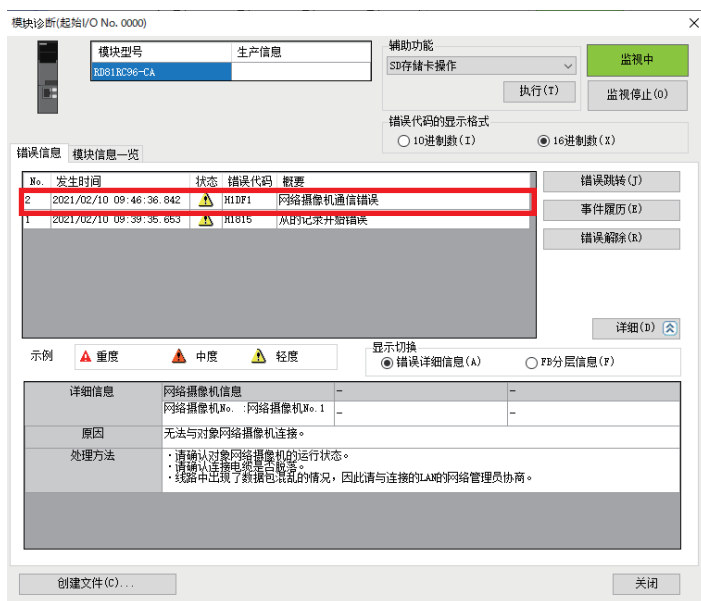 模块诊断(起始I/O No. 0000)
模块型号 生产信息
RD81RC96-CA
辅助功能
SD存储卡操作
执行(T)
监视中
监视停止(O)
错误代码的显示格式
10进制数(I) 16进制数(X)
错误信息 模块信息一览
No. 发生时间 状态 错误代码 概要
2 2021/02/10 09:46:36.842 H1DF1 网络摄像机通信错误
1 2021/02/10 09:39:35.653 H1815 从的记录开始错误
错误跳转(J)
事件履历(E)
错误解除(R)
详细(D)
示例 重度 中度 轻度
显示切换
错误详细信息(A) FB分层信息(F)
详细信息 网络摄像机信息 - -
网络摄像机No. :网络摄像机No.1 - -
原因 无法与对象网络摄像机连接。
处理方法 ・请确认对象网络摄像机的运行状态。
・请确认连接电缆是否脱落。
・线路中出现了数据包混乱的情况，因此请与连接的LAN的网络管理员协商。
创建文件(C)... 关闭